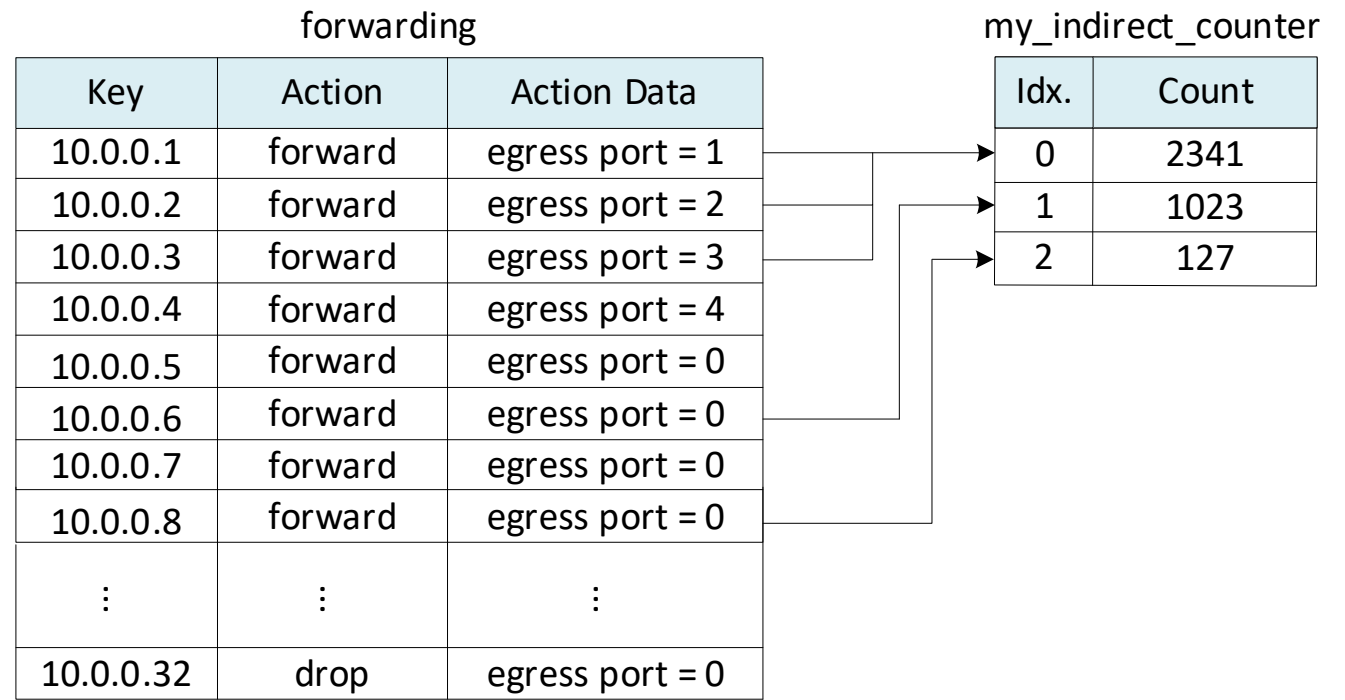 forwarding
Key Action Action Data
10.0.0.1 forward egress port = 1
10.0.0.2 forward egress port = 2
10.0.0.3 forward egress port = 3
10.0.0.4 forward egress port = 4
10.0.0.5 forward egress port = 0
10.0.0.6 forward egress port = 0
10.0.0.7 forward egress port = 0
10.0.0.8 forward egress port = 0
⋮ ⋮ ⋮
10.0.0.32 drop egress port = 0
my_indirect_counter
Idx. Count
0 2341
1 1023
2 127